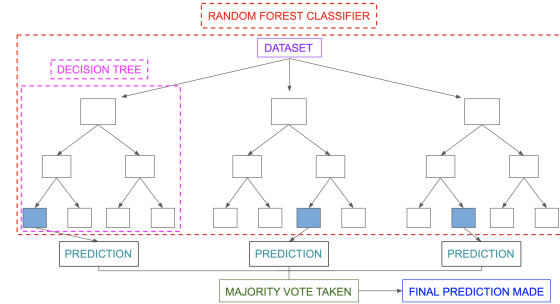 RANDOM FOREST CLASSIFIER
DATASET
DECISION TREE
PREDICTION
PREDICTION
PREDICTION
MAJORITY VOTE TAKEN
FINAL PREDICTION MADE